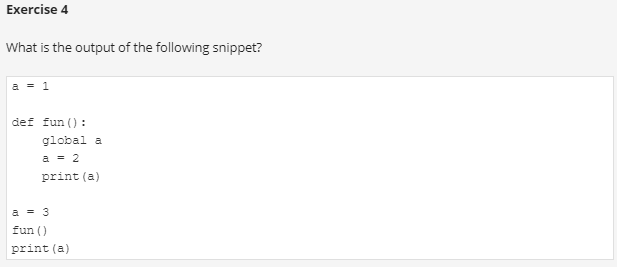 Exercise 4
What is the output of the following snippet?
a = 1
def fun():
    global a
    a = 2
    print(a)
a = 3
fun()
print(a)